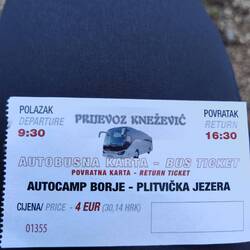 POLAZAK
DEPARTURE
9:30
PRIJEVOZ KNEŽEVIĆ
POVRATAK
RETURN
16:30
AUTOBUSNA KARTA - BUS TICKET
POVRATNA KARTA - RETURN TICKET
AUTOCAMP BORJE - PLITVIČKA JEZERA
CIJENA/ PRICE - 4 EUR (30,14 HRK)
01355